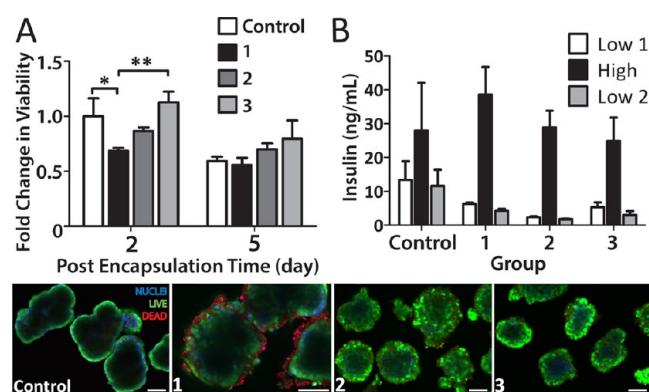 A
Control
1
2
3
*
**
Fold Change in Viability
1.5
1.0
0.5
0
2
5
Post Encapsulation Time (day)
B
Low 1
High
Low 2
Insulin (ng/mL)
50
40
30
20
10
0
Control
1
2
3
Group
NUCLEI
LIVE
DEAD
Control
1
2
3